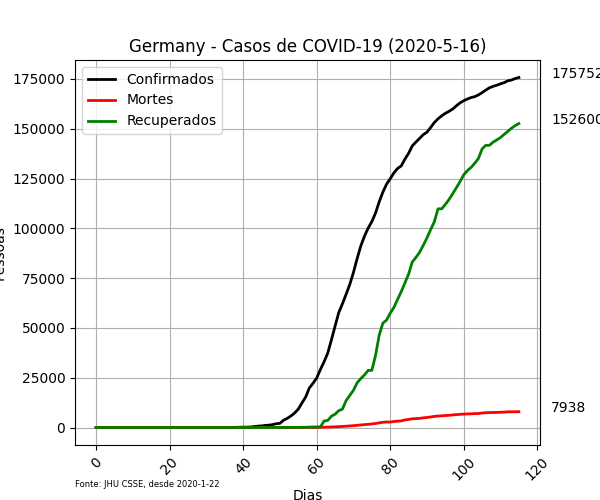 Germany - Casos de COVID-19 (2020-5-16)
Confirmados
Mortes
Recuperados
175752
152600
7938
175000
150000
125000
100000
75000
50000
25000
0
0 20 40 60 80 100 120
Fonte: JHU CSSE, desde 2020-1-22
Dias